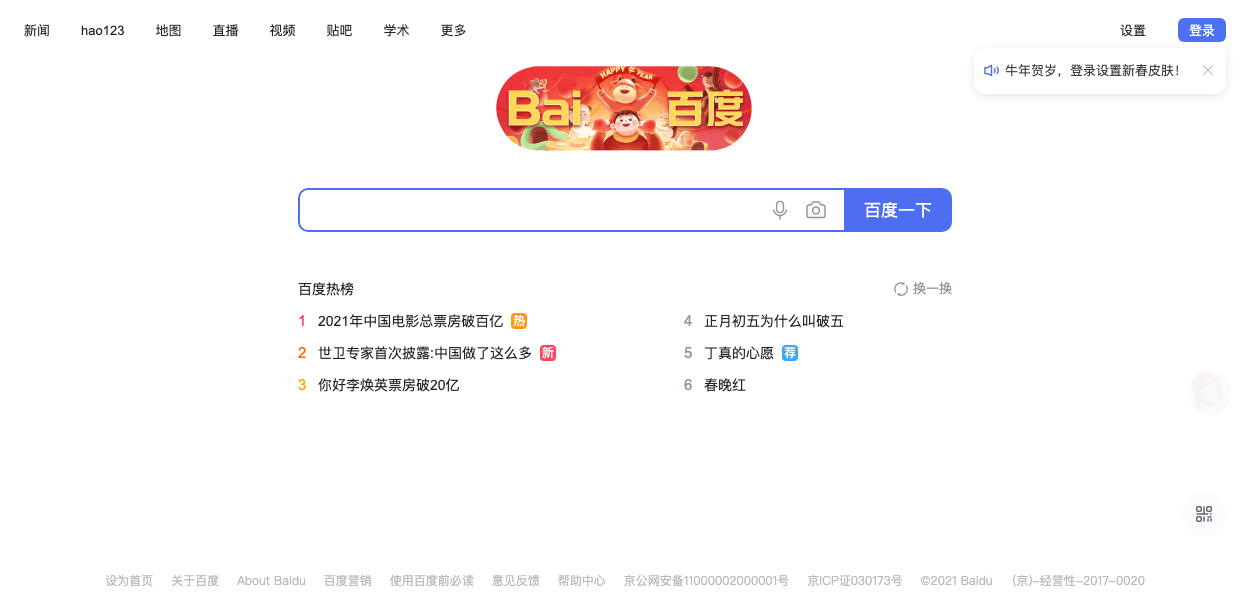 新闻 hao123 地图 直播 视频 贴吧 学术 更多 设置 登录
牛年贺岁，登录设置新春皮肤！
HAPPY 牛 YEAR
Bai 百度
百度一下
百度热榜 换一换
1 2021年中国电影总票房破百亿 热
2 世卫专家首次披露:中国做了这么多 新
3 你好李焕英票房破20亿
4 正月初五为什么叫破五
5 丁真的心愿 荐
6 春晚红
设为首页 关于百度 About Baidu 百度营销 使用百度前必读 意见反馈 帮助中心 京公网安备11000002000001号 京ICP证030173号 ©2021 Baidu (京)-经营性-2017-0020